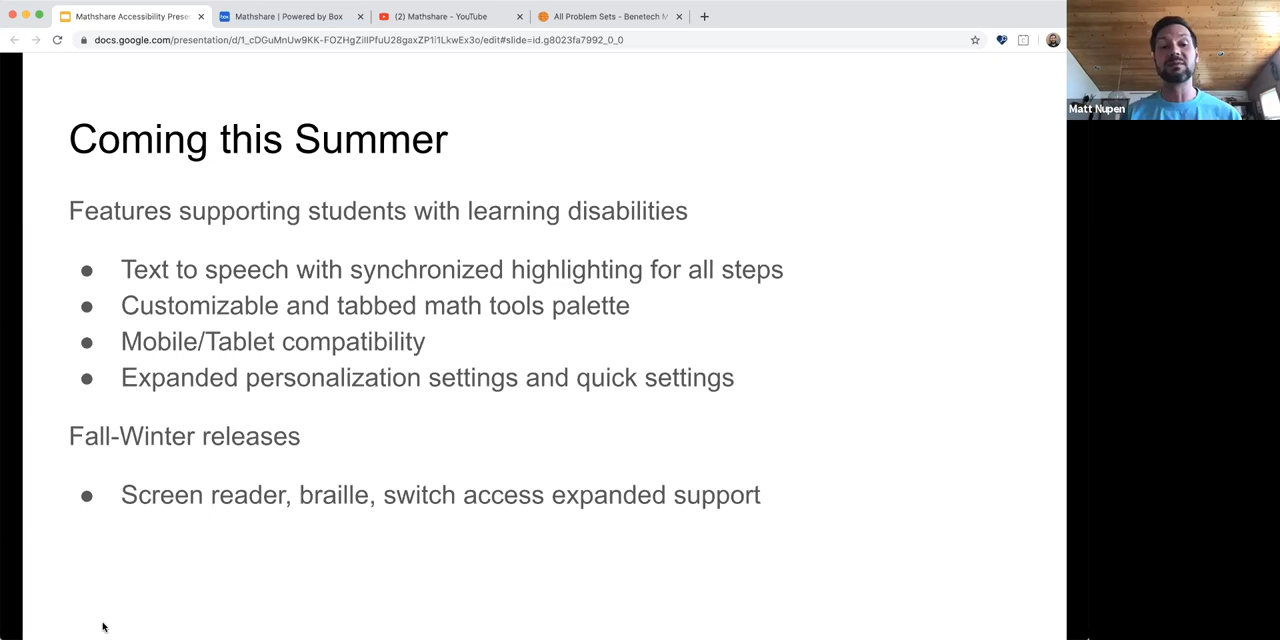 Mathshare Accessibility Prese
Mathshare | Powered by Box
(2) Mathshare - YouTube
All Problem Sets - Benetech M
docs.google.com/presentation/d/1_cDGuMnUw9KK-FOZHgZillPfuU28gaxZP1i1LkwEx3o/edit#slide=id.g8023fa7992_0_0
Matt Nupen
Coming this Summer
Features supporting students with learning disabilities
● Text to speech with synchronized highlighting for all steps
● Customizable and tabbed math tools palette
● Mobile/Tablet compatibility
● Expanded personalization settings and quick settings
Fall-Winter releases
● Screen reader, braille, switch access expanded support